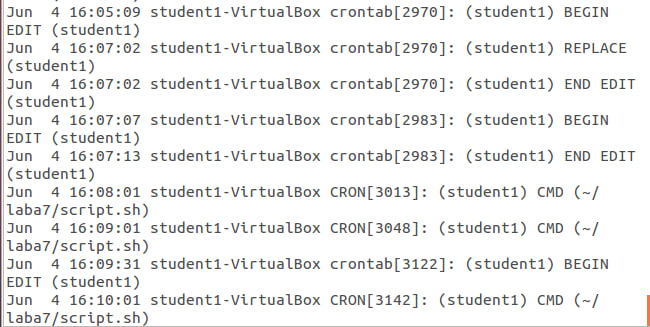 Jun  4 16:05:09 student1-VirtualBox crontab[2970]: (student1) BEGIN
EDIT (student1)
Jun  4 16:07:02 student1-VirtualBox crontab[2970]: (student1) REPLACE
(student1)
Jun  4 16:07:02 student1-VirtualBox crontab[2970]: (student1) END EDIT
(student1)
Jun  4 16:07:07 student1-VirtualBox crontab[2983]: (student1) BEGIN
EDIT (student1)
Jun  4 16:07:13 student1-VirtualBox crontab[2983]: (student1) END EDIT
(student1)
Jun  4 16:08:01 student1-VirtualBox CRON[3013]: (student1) CMD (~/
laba7/script.sh)
Jun  4 16:09:01 student1-VirtualBox CRON[3048]: (student1) CMD (~/
laba7/script.sh)
Jun  4 16:09:31 student1-VirtualBox crontab[3122]: (student1) BEGIN
EDIT (student1)
Jun  4 16:10:01 student1-VirtualBox CRON[3142]: (student1) CMD (~/
laba7/script.sh)